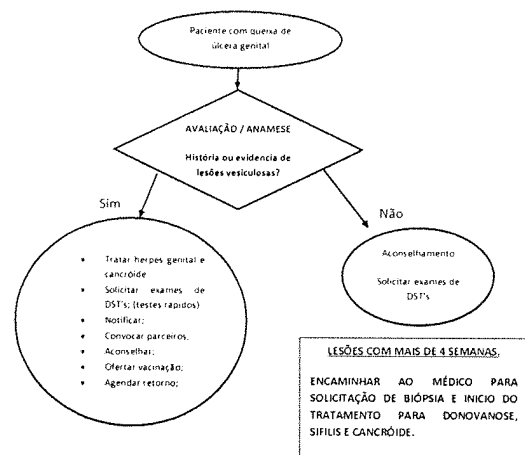 Paciente com queixa de
úlcera genital
AVALIAÇÃO / ANAMESE
História ou evidencia de
lesões vesiculosas?
Sim
Não
• Tratar herpes genital e
cancróide
• Solicitar exames de
DST's; (testes rapidos)
• Notificar;
• Convocar parceiros;
• Aconselhar;
• Ofertar vacinação;
• Agendar retorno;
Aconselhamento
Solicitar exames de
DST's
LESÕES COM MAIS DE 4 SEMANAS.
ENCAMINHAR AO MÉDICO PARA
SOLICITAÇÃO DE BIÓPSIA E INICIO DO
TRATAMENTO PARA DONOVANOSE,
SIFILIS E CANCRÓIDE.